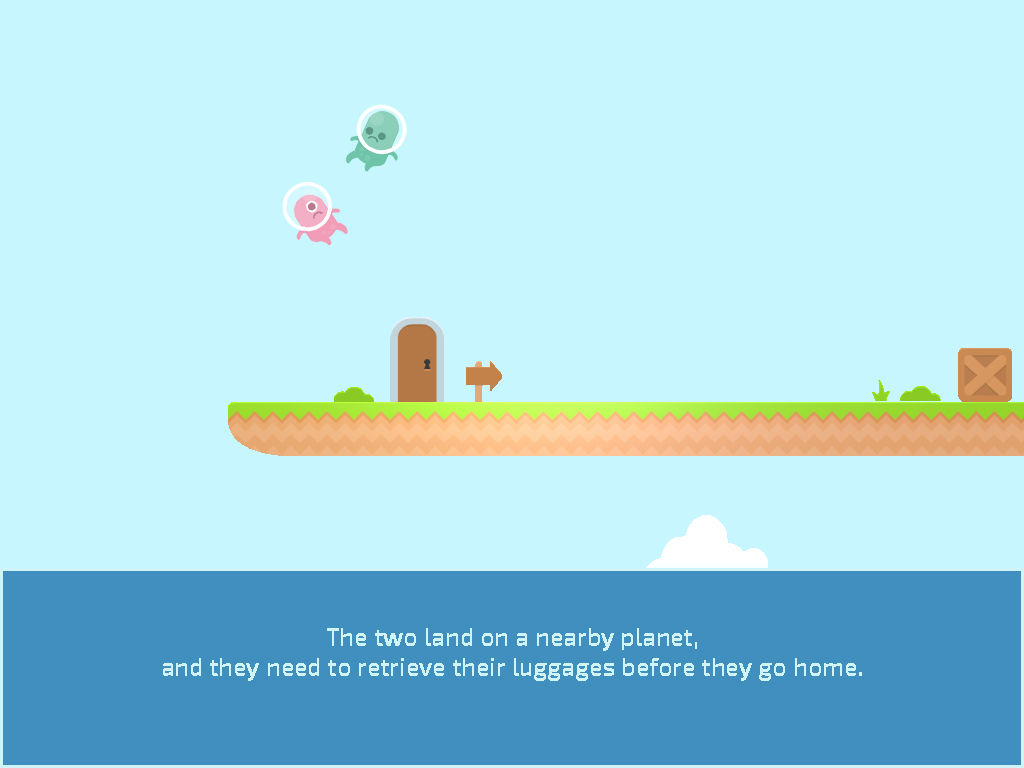 The two land on a nearby planet,
and they need to retrieve their luggages before they go home.